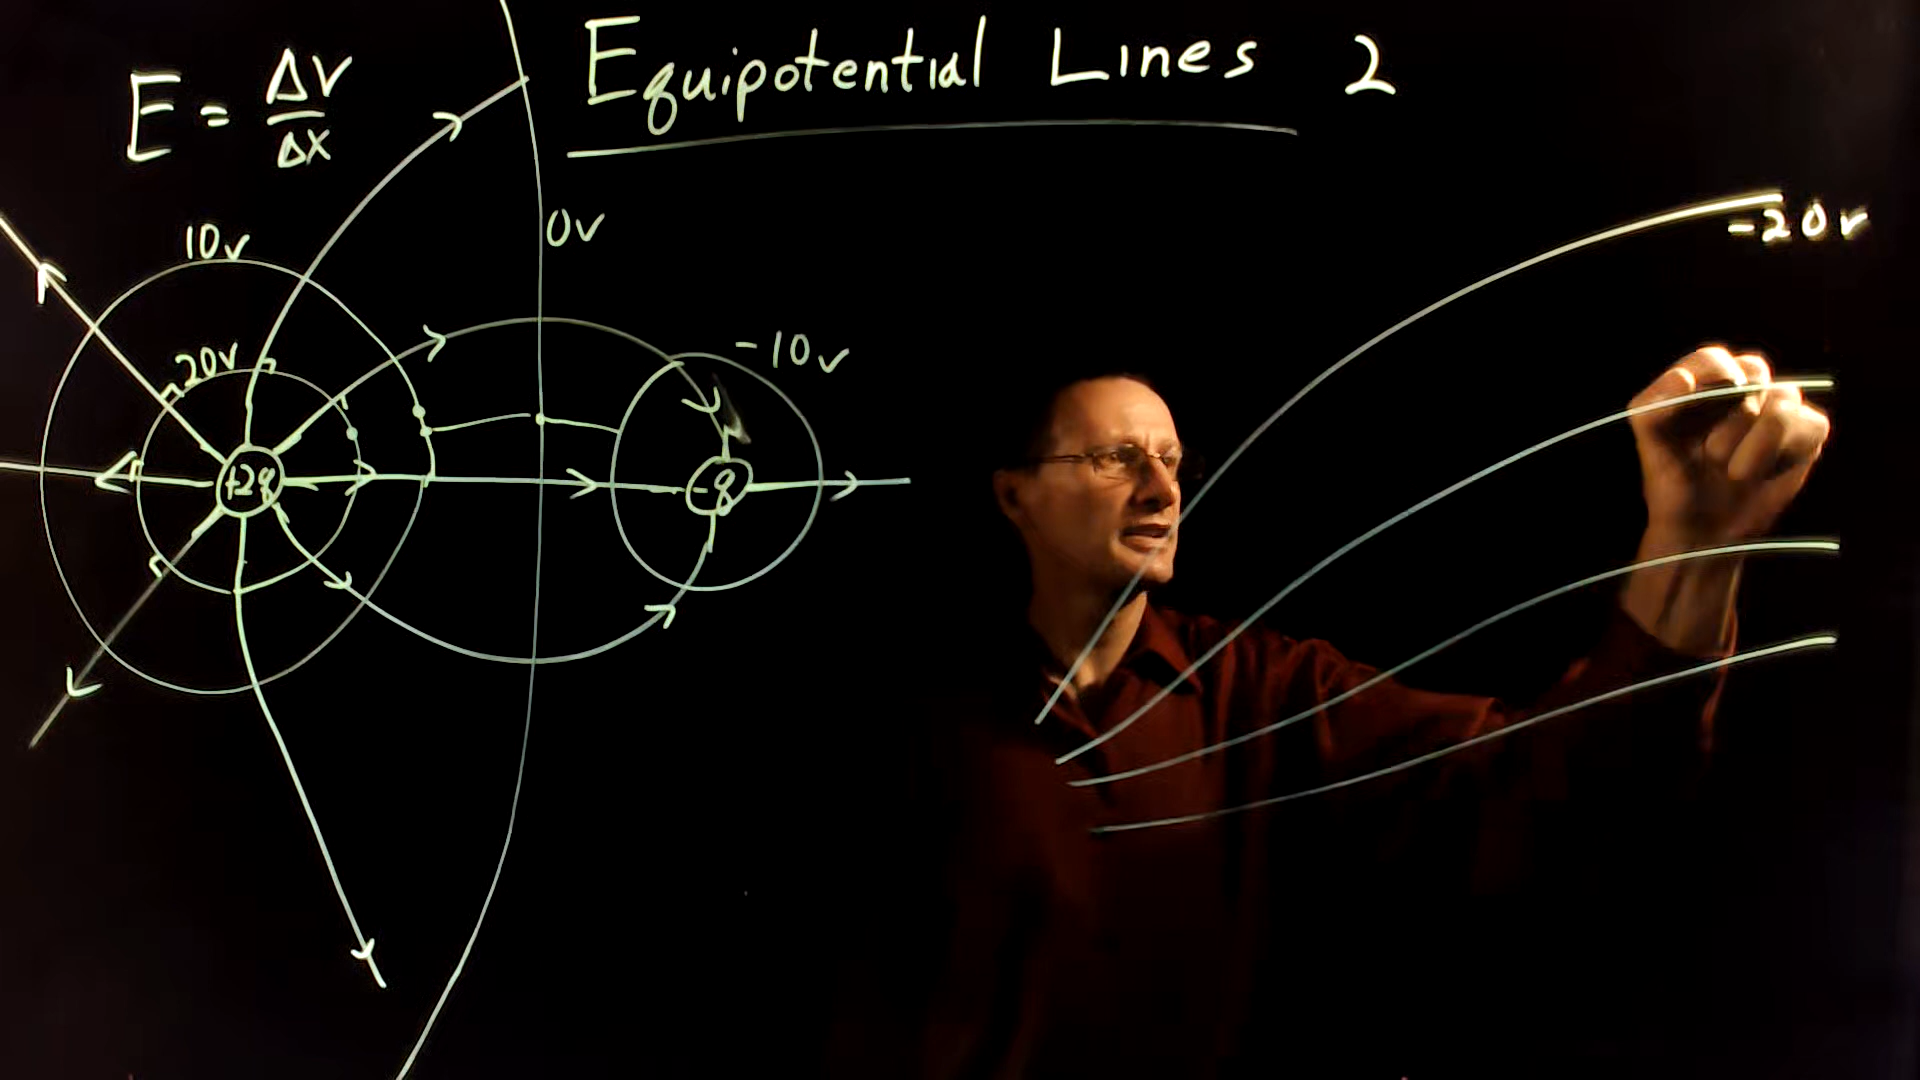 Equipotential Lines 2
E = ΔV/Δx
0v
10v
20v
-10v
+2q
-q
-20v